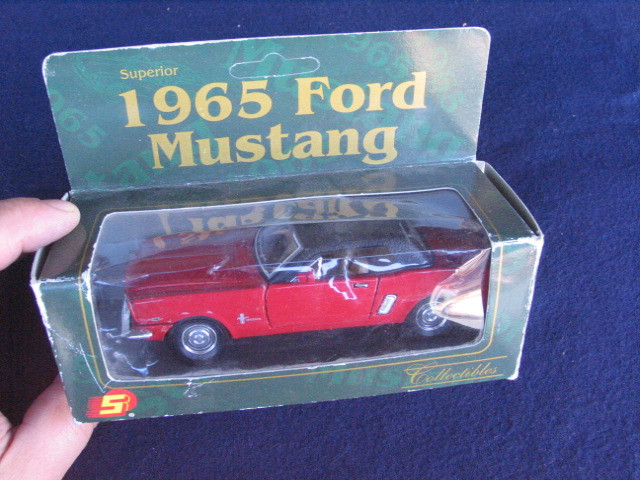 Superior
1965 Ford
Mustang
Collectibles